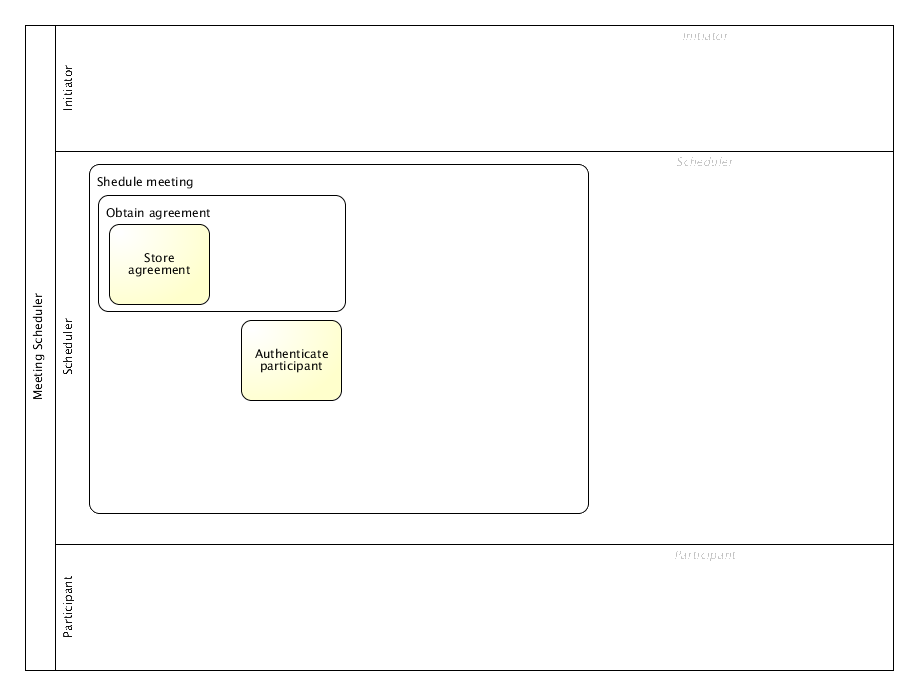 Meeting Scheduler
Initiator
Initiator
Scheduler
Scheduler
Shedule meeting
Obtain agreement
Store
agreement
Authenticate
participant
Participant
Participant